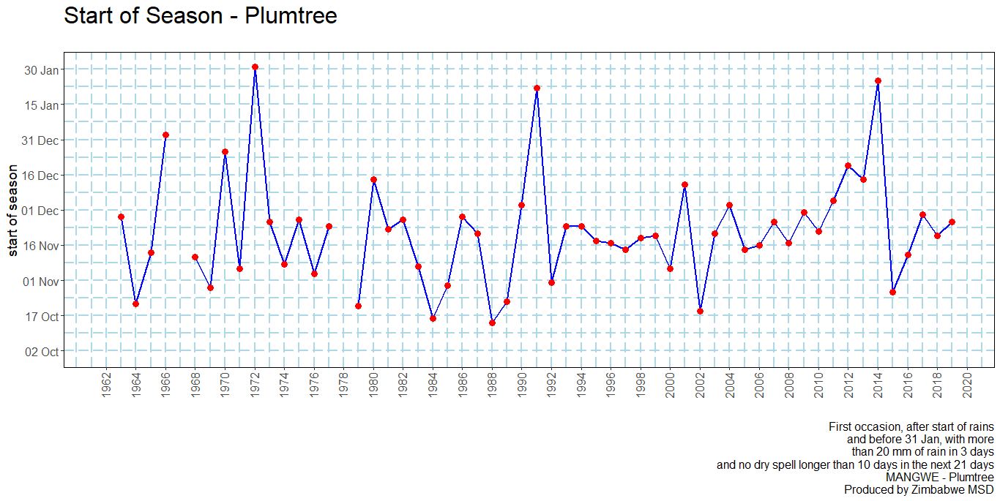 Start of Season - Plumtree
start of season
30 Jan
15 Jan
31 Dec
16 Dec
01 Dec
16 Nov
01 Nov
17 Oct
02 Oct
1962
1964
1966
1968
1970
1972
1974
1976
1978
1980
1982
1984
1986
1988
1990
1992
1994
1996
1998
2000
2002
2004
2006
2008
2010
2012
2014
2016
2018
2020
First occasion, after start of rains
and before 31 Jan, with more
than 20 mm of rain in 3 days
and no dry spell longer than 10 days in the next 21 days
MANGWE - Plumtree
Produced by Zimbabwe MSD